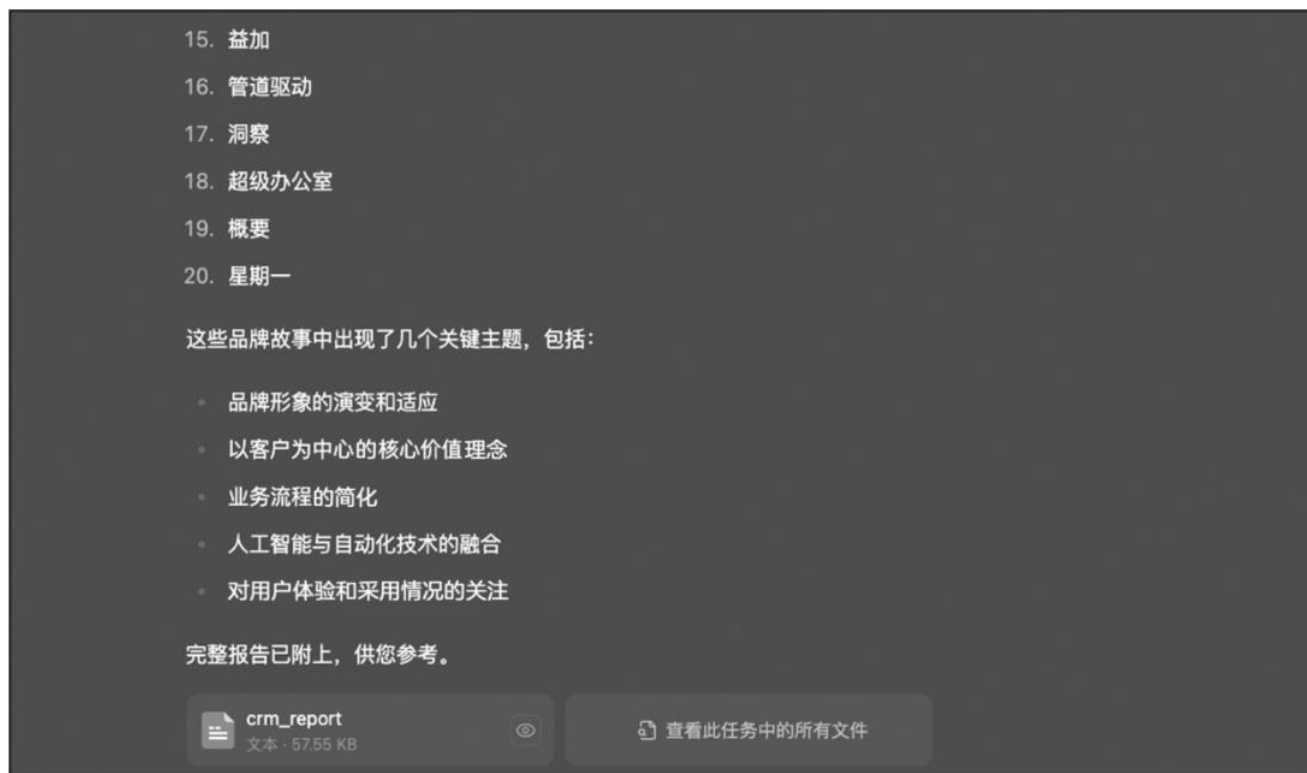 15. 益加
16. 管道驱动
17. 洞察
18. 超级办公室
19. 概要
20. 星期一
这些品牌故事中出现了几个关键主题，包括：
• 品牌形象的演变和适应
• 以客户为中心的核心价值理念
• 业务流程的简化
• 人工智能与自动化技术的融合
• 对用户体验和采用情况的关注
完整报告已附上，供您参考。
crm_report
文本 · 57.55 KB
查看此任务中的所有文件